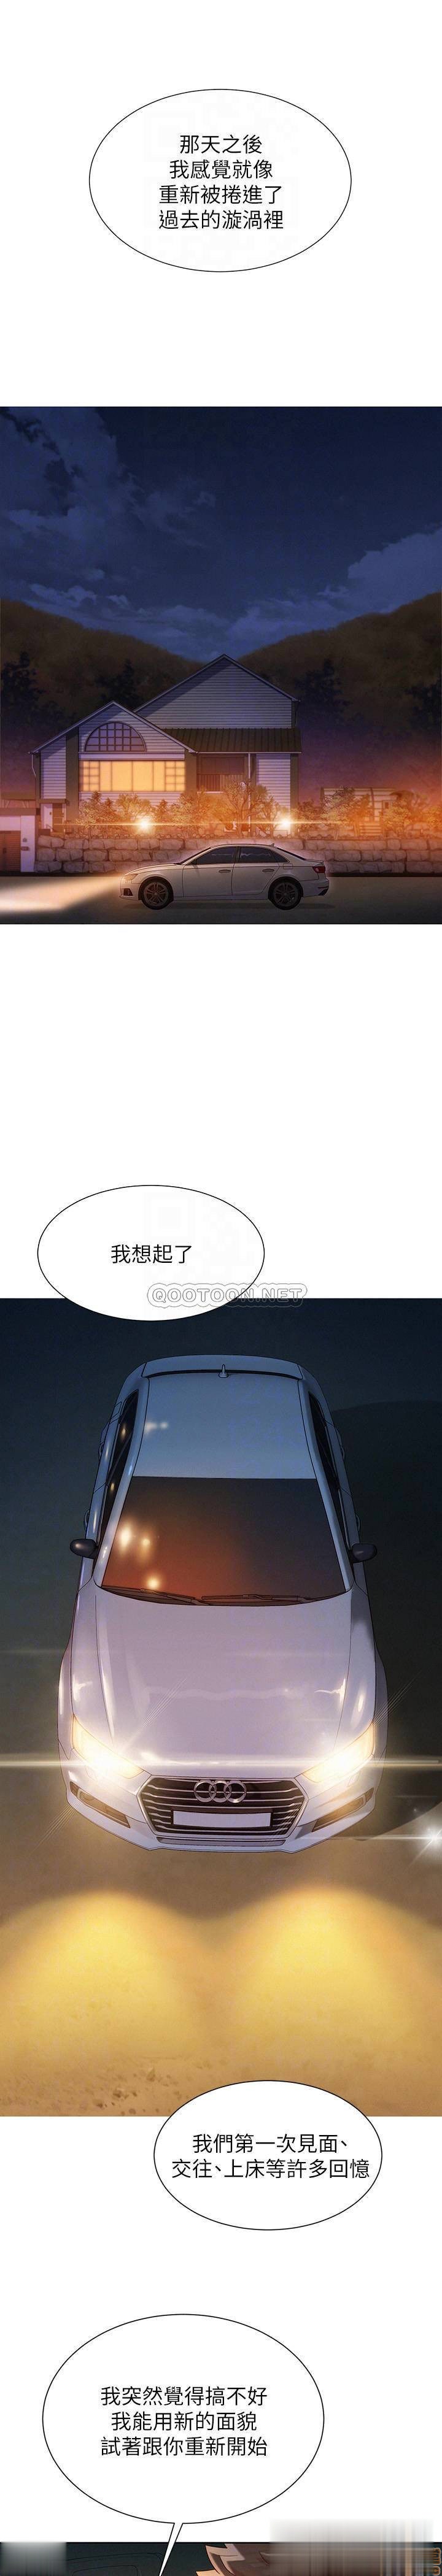 那天之後
我感覺就像
重新被捲進了
過去的漩渦裡
我想起了
QOOTOON.NET
我們第一次見面、
交往、上床等許多回憶
我突然覺得搞不好
我能用新的面貌
試著跟你重新開始